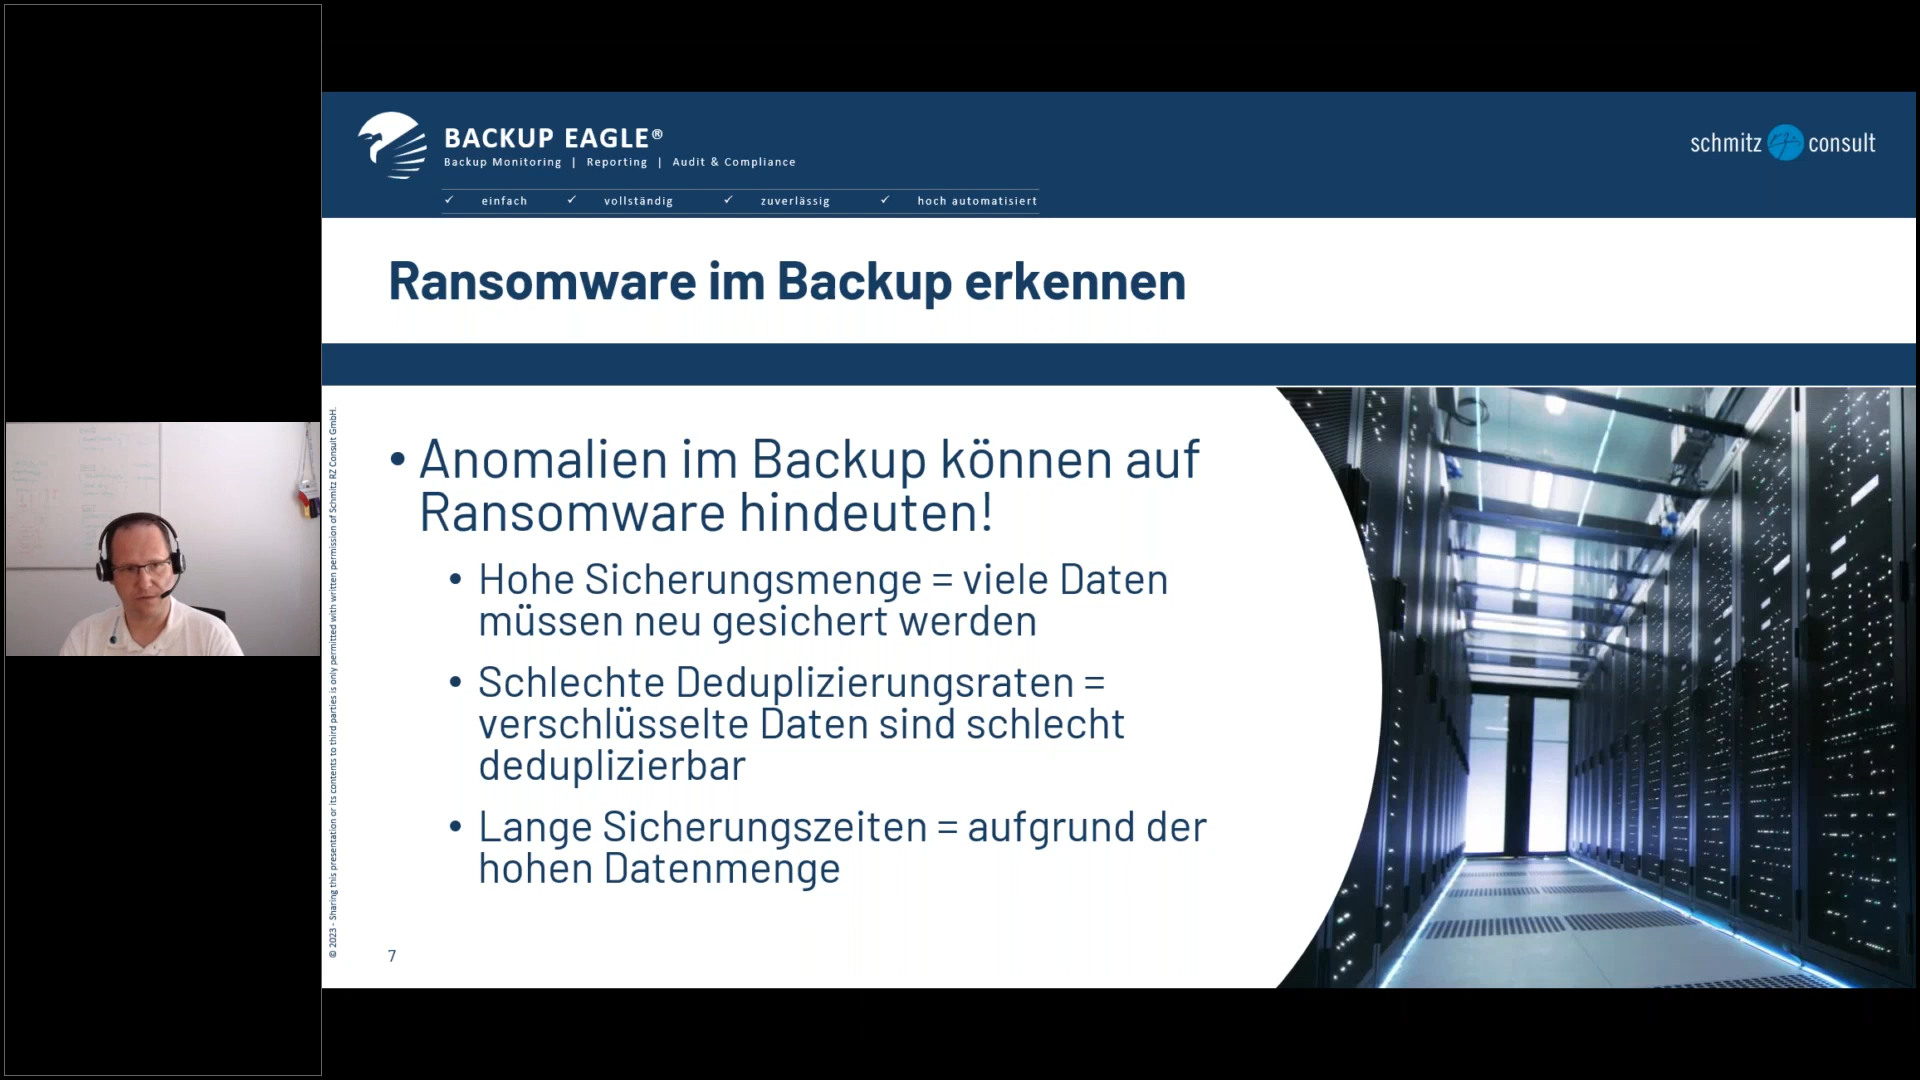 BACKUP EAGLE®
Backup Monitoring | Reporting | Audit & Compliance
✓ einfach ✓ vollständig ✓ zuverlässig ✓ hoch automatisiert
schmitz rz consult
Ransomware im Backup erkennen
• Anomalien im Backup können auf
Ransomware hindeuten!
• Hohe Sicherungsmenge = viele Daten
müssen neu gesichert werden
• Schlechte Deduplizierungsraten =
verschlüsselte Daten sind schlecht
deduplizierbar
• Lange Sicherungszeiten = aufgrund der
hohen Datenmenge
7
© 2023 - Sharing this presentation or its contents to third parties is only permitted with written permission of Schmitz RZ Consult GmbH.